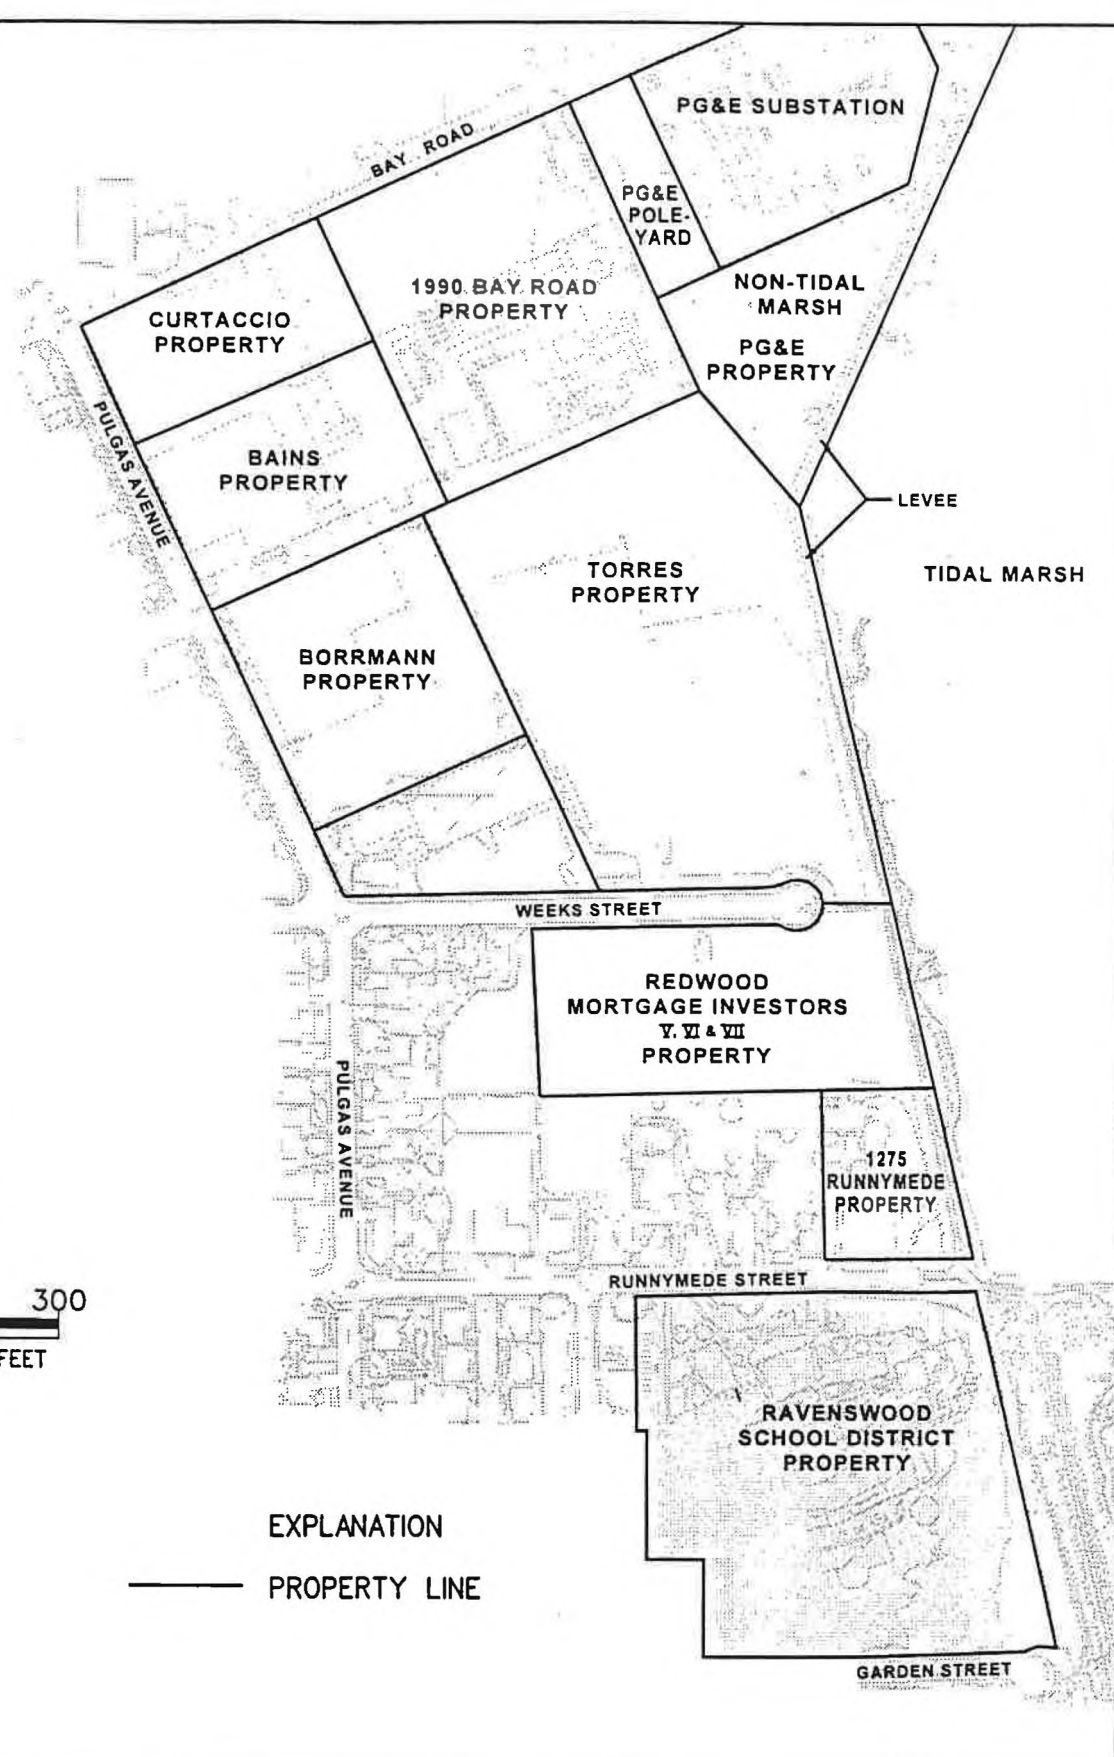 PG&E SUBSTATION
BAY ROAD
PG&E
POLE-
YARD
1990 BAY ROAD
PROPERTY
NON-TIDAL
MARSH
PG&E
PROPERTY
CURTACCIO
PROPERTY
PULGAS AVENUE
BAINS
PROPERTY
LEVEE
TORRES
PROPERTY
TIDAL MARSH
BORRMANN
PROPERTY
WEEKS STREET
REDWOOD
MORTGAGE INVESTORS
V, VI & VII
PROPERTY
PULGAS AVENUE
1275
RUNNYMEDE
PROPERTY
RUNNYMEDE STREET
300
FEET
RAVENSWOOD
SCHOOL DISTRICT
PROPERTY
EXPLANATION
PROPERTY LINE
GARDEN STREET